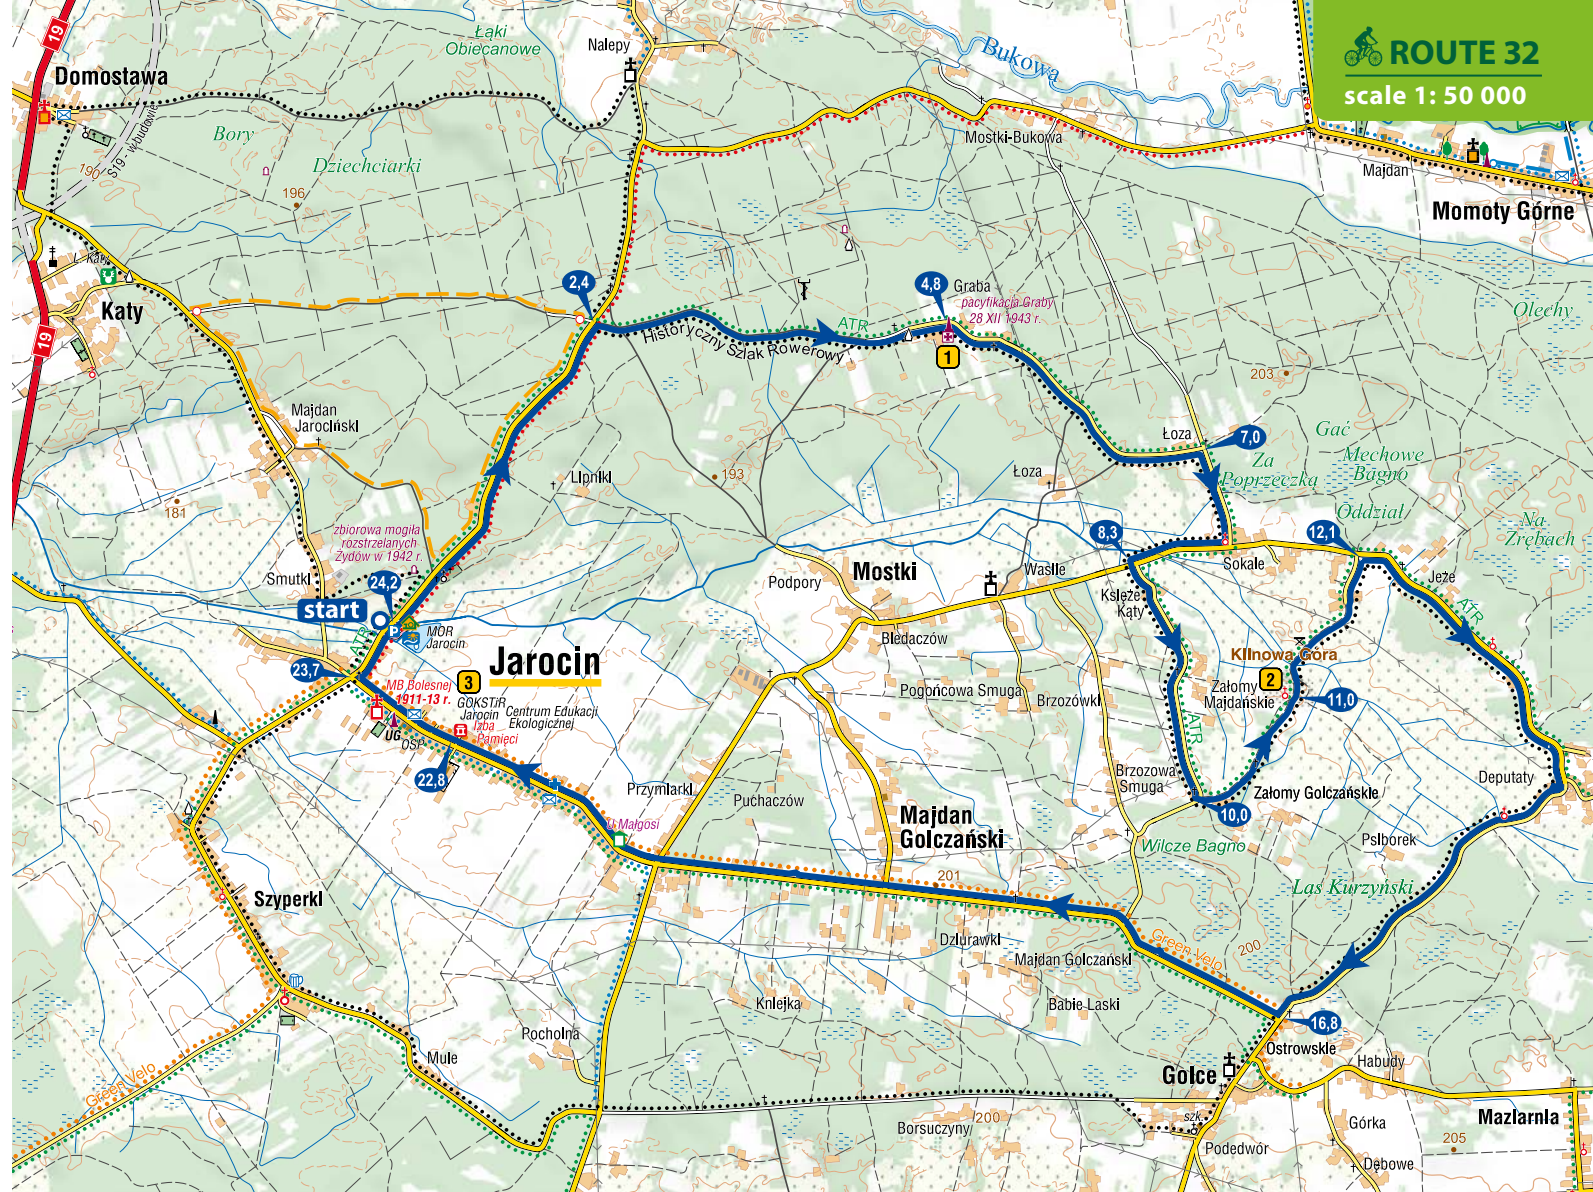 ROUTE 32
scale 1: 50 000
19
Łąki
Obiecanowe
Nalepy
Bukowa
Domostawa
S19 - w budowie
Bory
190
Dziechciarki
196
Mostki-Bukowa
Majdan
Momoty Górne
L. Katy
Katy
19
2,4
4,8
Graba
pacyfikacja Graby
28 XII 1943 r.
ATR
Historyczny Szlak Rowerowy
1
Olechy
203
Majdan
Jarociński
Łoza
7,0
Gać
Za
Poprzeczką
Mechowe
Bagno
Lipniki
193
Łoza
181
Oddział
Na
Zrębach
zbiorowa mogiła
rozstrzelanych
Żydów w 1942 r.
8,3
12,1
Smutki
24,2
start
P
Podpory
Mostki
Waslie
Sokale
Jeże
Księże
Kąty
ATR
MOR
Jarocin
ATR
Bledaczów
Klinowa Góra
23,7
Jarocin
3
MB Bolesnej
1911-13 r.
GOKSTiR
Jarocin
Centrum Edukacji
Ekologicznej
Izba
Pamięci
UG
OSP
Pogońcowa Smuga
Brzozówki
Załomy
Majdańskie
2
11,0
ATR
22,8
Przymiarki
Puchaczów
Brzozowa
Smuga
Załomy Golczańskie
Deputaty
10,0
U Małgosi
Majdan
Golczański
Wilcze Bagno
Psiborek
201
Las Kurzyński
Szyperki
Dziurawki
Green Velo
200
Majdan Golczański
Kniejka
Babie Laski
16,8
Pocholna
Ostrowskie
Mule
Golce
Habudy
Green Velo
Maziarnia
szk.
200
Borsuczyny
Górka
205
Podedwór
Dębowe